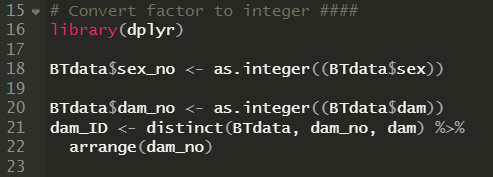 15 # Convert factor to integer ####
16 library(dplyr)
17
18 BTdata$sex_no <- as.integer((BTdata$sex))
19
20 BTdata$dam_no <- as.integer((BTdata$dam))
21 dam_ID <- distinct(BTdata, dam_no, dam) %>%
22   arrange(dam_no)
23